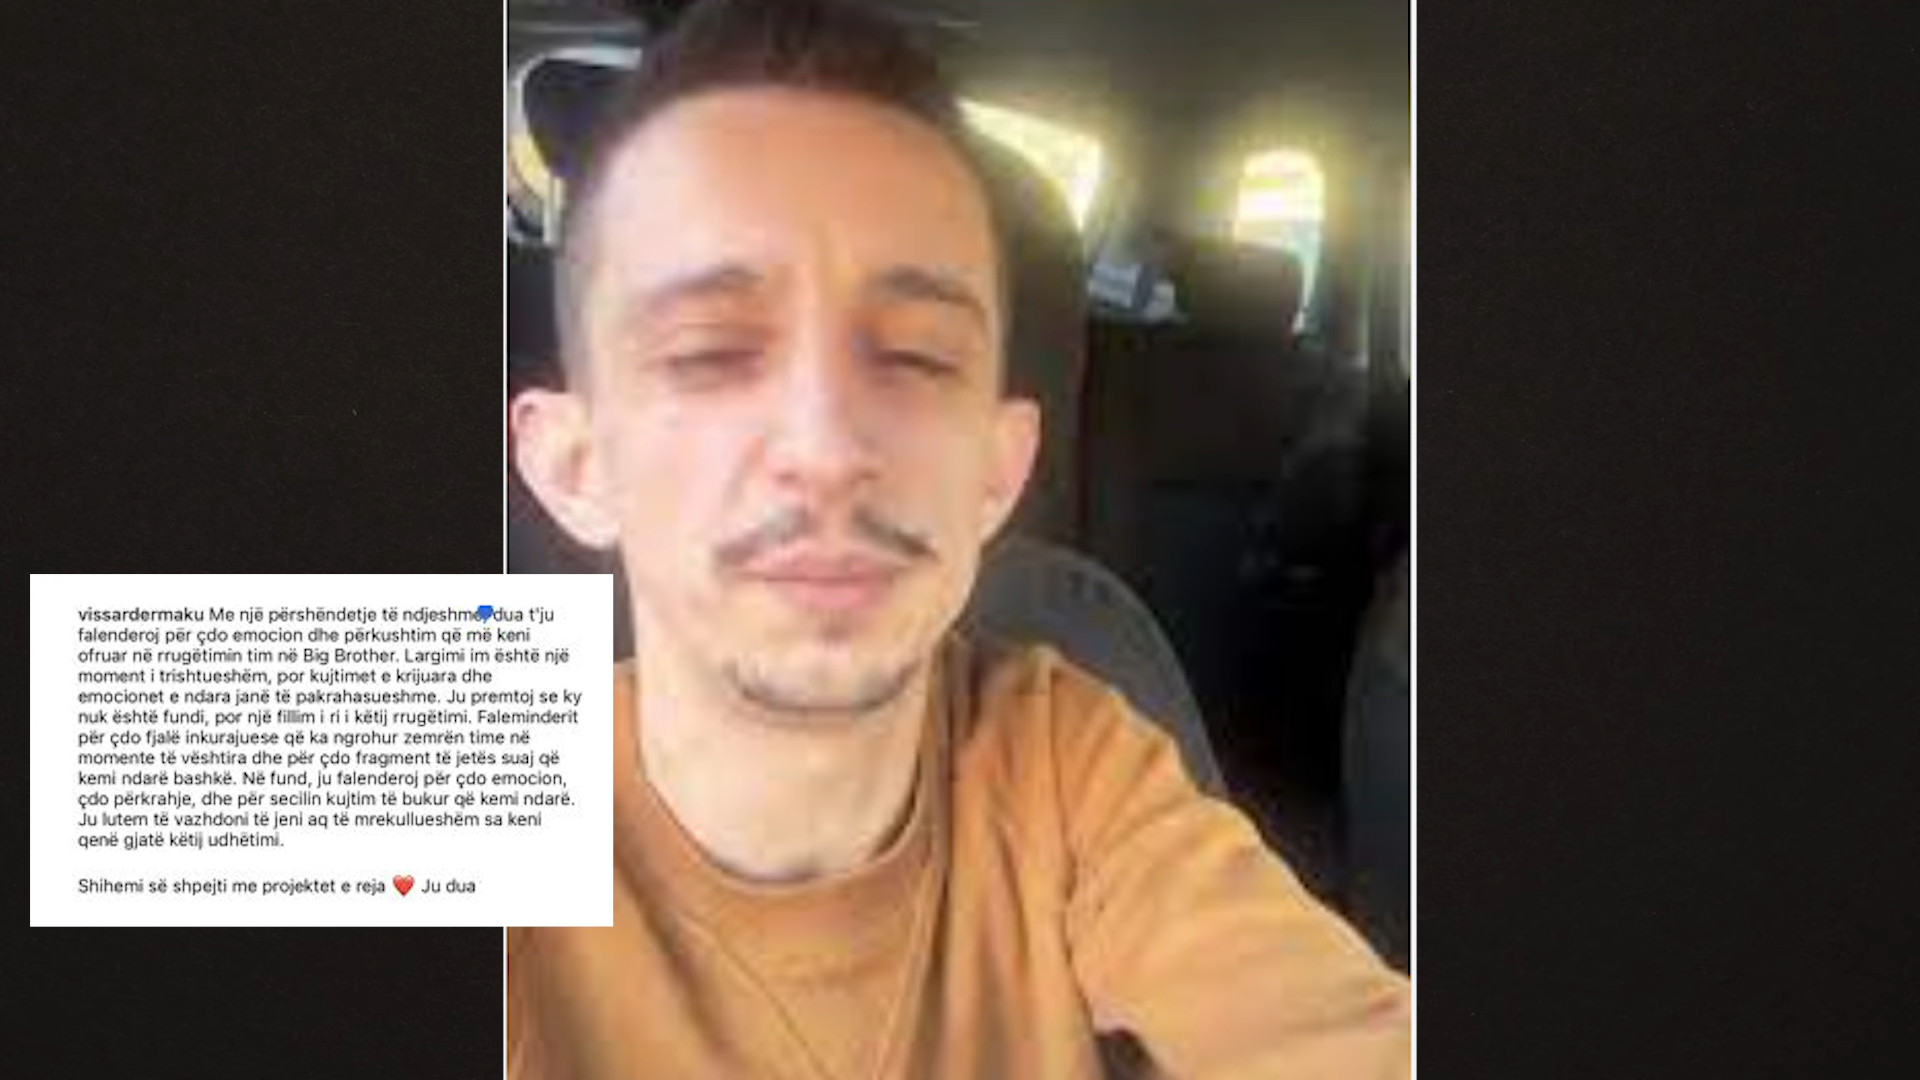 vissardermaku Me një përshëndetje të ndjeshme, dua t'ju
falenderoj për çdo emocion dhe përkushtim që më keni
ofruar në rrugëtimin tim në Big Brother. Largimi im është një
moment i trishtueshëm, por kujtimet e krijuara dhe
emocionet e ndara janë të pakrahasueshme. Ju premtoj se ky
nuk është fundi, por një fillim i ri i këtij rrugëtimi. Faleminderit
për çdo fjalë inkurajuese që ka ngrohur zemrën time në
momente të vështira dhe për çdo fragment të jetës suaj që
kemi ndarë bashkë. Në fund, ju falenderoj për çdo emocion,
çdo përkrahje, dhe për secilin kujtim të bukur që kemi ndarë.
Ju lutem të vazhdoni të jeni aq të mrekullueshëm sa keni
qenë gjatë këtij udhëtimi.
Shihemi së shpejti me projektet e reja ❤️ Ju dua